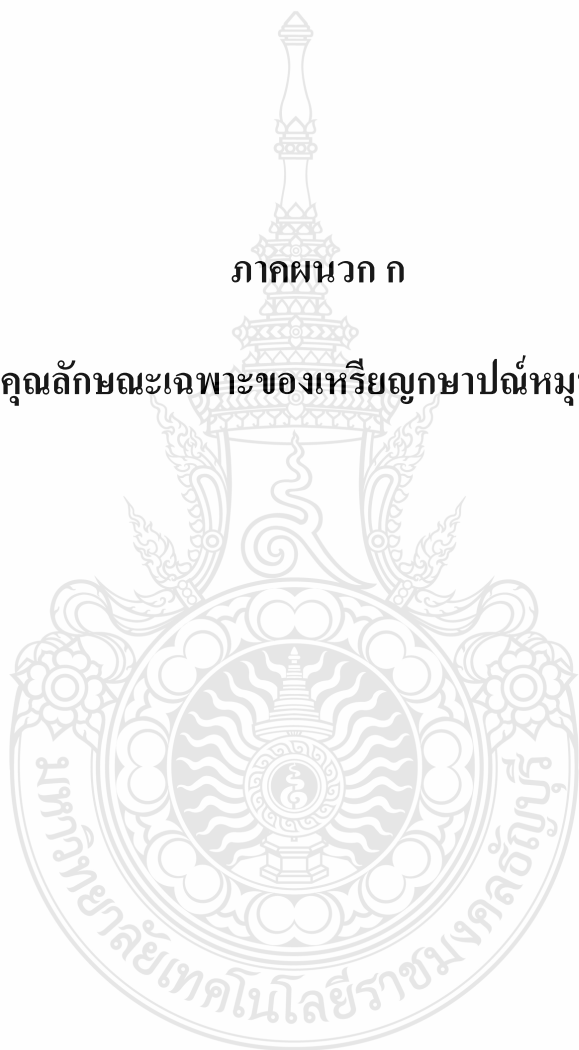 ภาคผนวก ก
คุณลักษณะเฉพาะของเหรียญกษาปณ์หมุ
มหาวิทยาลัยเทคโนโลยีราชมงคลธัญบุรี